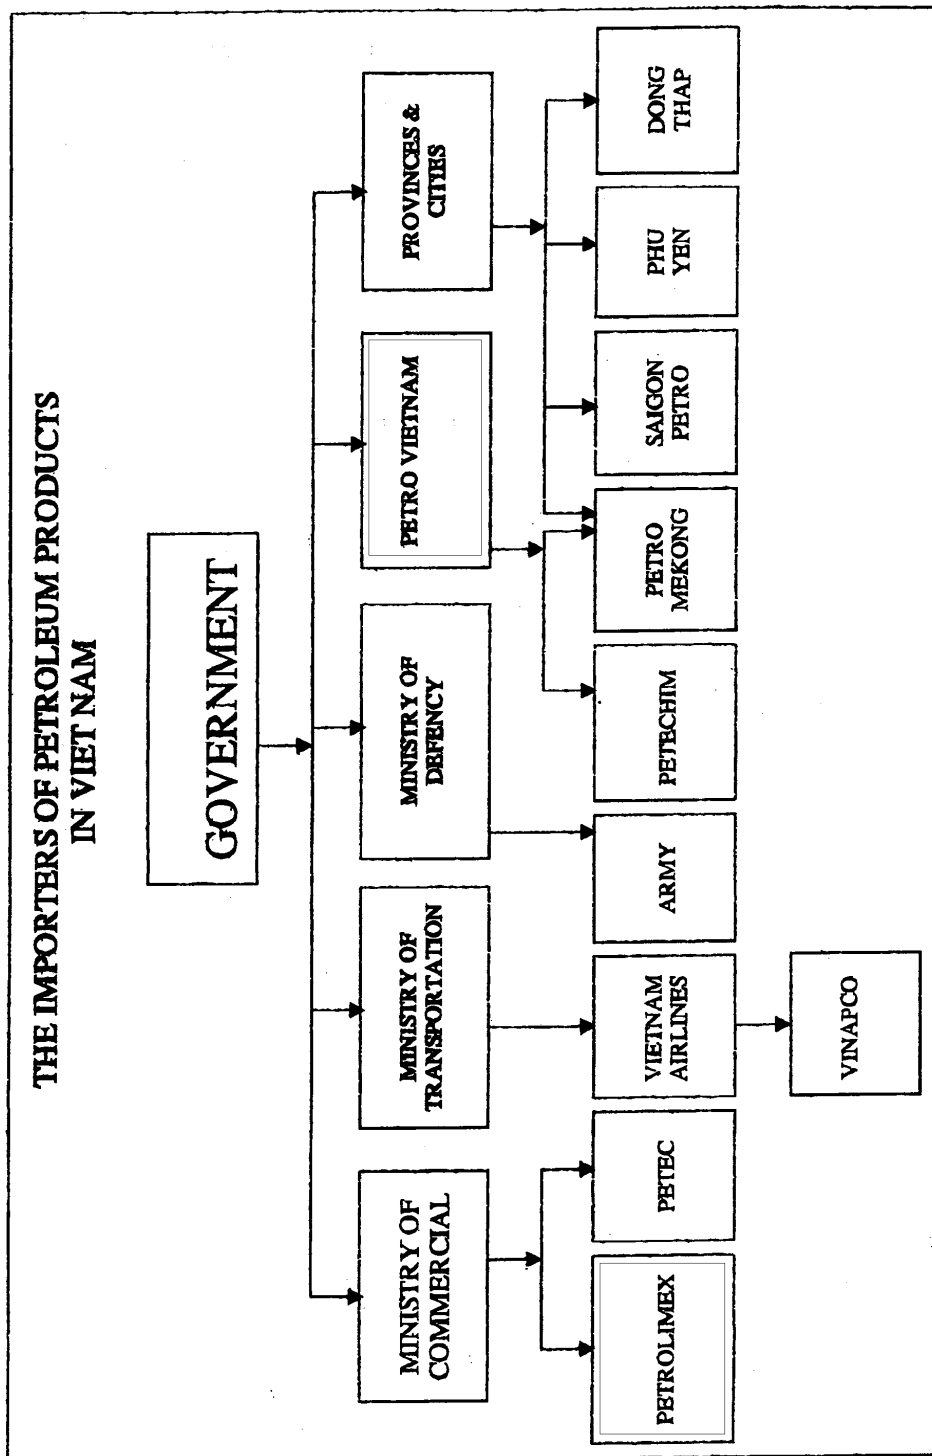 THE IMPORTERS OF PETROLEUM PRODUCTS
IN VIET NAM
GOVERNMENT
MINISTRY OF
COMMERCIAL
MINISTRY OF
TRANSPORTATION
MINISTRY OF
DEFENCY
PETRO VIETNAM
PROVINCES &
CITIES
PETROLIMEX
PETEC
VIETNAM
AIRLINES
ARMY
PETECHIM
PETRO
MEKONG
SAIGON
PETRO
PHU
YEN
DONG
THAP
VINAPCO